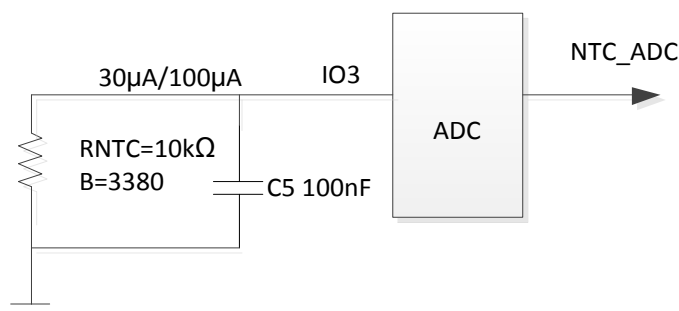 NTC_ADC
30μA/100μA
IO3
ADC
RNTC=10kΩ
B=3380
C5 100nF